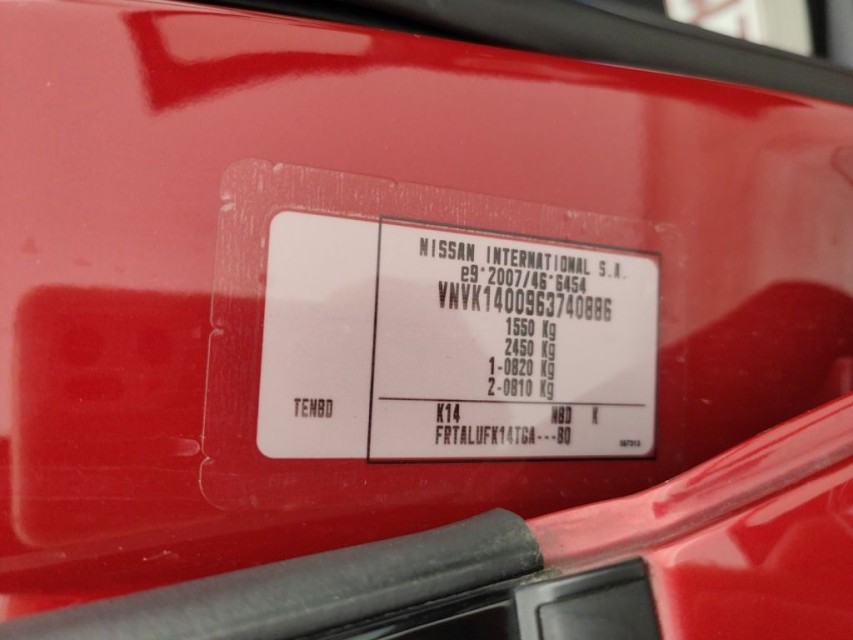 NISSAN INTERNATIONAL S.A.
e9*2007/46*6454
VNVK1400963740886
1550 Kg
2450 Kg
1-0820 Kg
2-0810 Kg
TENBD
K14 NBD K
FRTALUFK14TGA---80